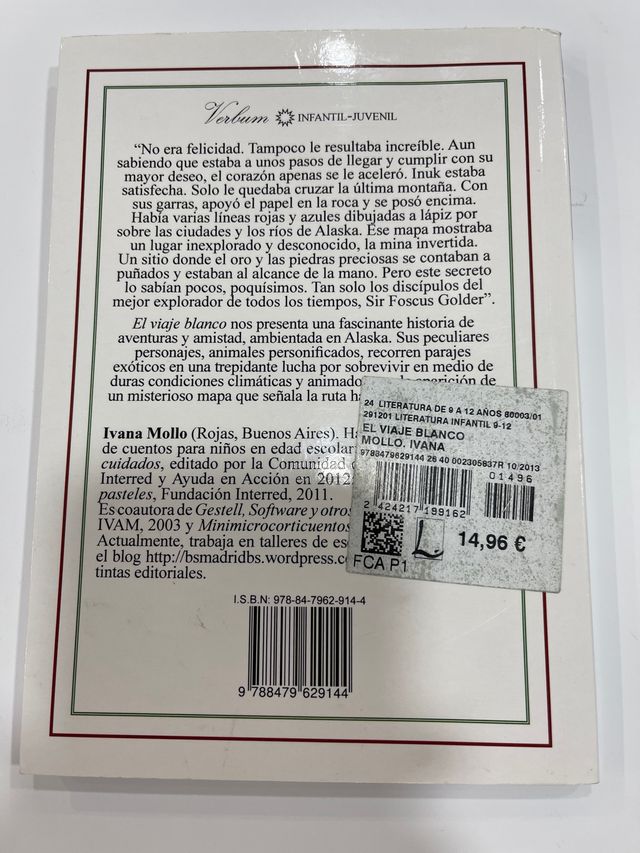 Verbum INFANTIL-JUVENIL
“No era felicidad. Tampoco le resultaba increíble. Aun
sabiendo que estaba a unos pasos de llegar y cumplir con su
mayor deseo, el corazón apenas se le aceleró. Inuk estaba
satisfecha. Solo le quedaba cruzar la última montaña. Con
sus garras, apoyó el papel en la roca y se posó encima.
Había varias líneas rojas y azules dibujadas a lápiz por
sobre las ciudades y los ríos de Alaska. Ese mapa mostraba
un lugar inexplorado y desconocido, la mina invertida.
Un sitio donde el oro y las piedras preciosas se contaban a
puñados y estaban al alcance de la mano. Pero este secreto
lo sabían pocos, poquísimos. Tan solo los discípulos del
mejor explorador de todos los tiempos, Sir Foscus Golder”.
El viaje blanco nos presenta una fascinante historia de
aventuras y amistad, ambientada en Alaska. Sus peculiares
personajes, animales personificados, recorren parajes
exóticos en una trepidante lucha por sobrevivir en medio de
duras condiciones climáticas y animado aparición de
un misterioso mapa que señala la ruta
Ivana Mollo (Rojas, Buenos Aires).
de cuentos para niños en edad escolar
cuidados, editado por la Comunidad
Interred y Ayuda en Acción en 2012
pasteles, Fundación Interred, 2011.
Es coautora de Gestell, Software y otros
IVAM, 2003 y Minimicrocorticuentos
Actualmente, trabaja en talleres de
el blog http://bsmadridbs.wordpress.
tintas editoriales.
24 LITERATURA DE 9 A 12 AÑOS 80003/01
291201 LITERATURA INFANTIL 9-12
EL VIAJE BLANCO
MOLLO. IVANA
9788479629144 26 40 002305837R 10/2013
01496
2 424217 199162
14,96 €
FCA P1
I.S.B.N: 978-84-7962-914-4
9 788479 629144